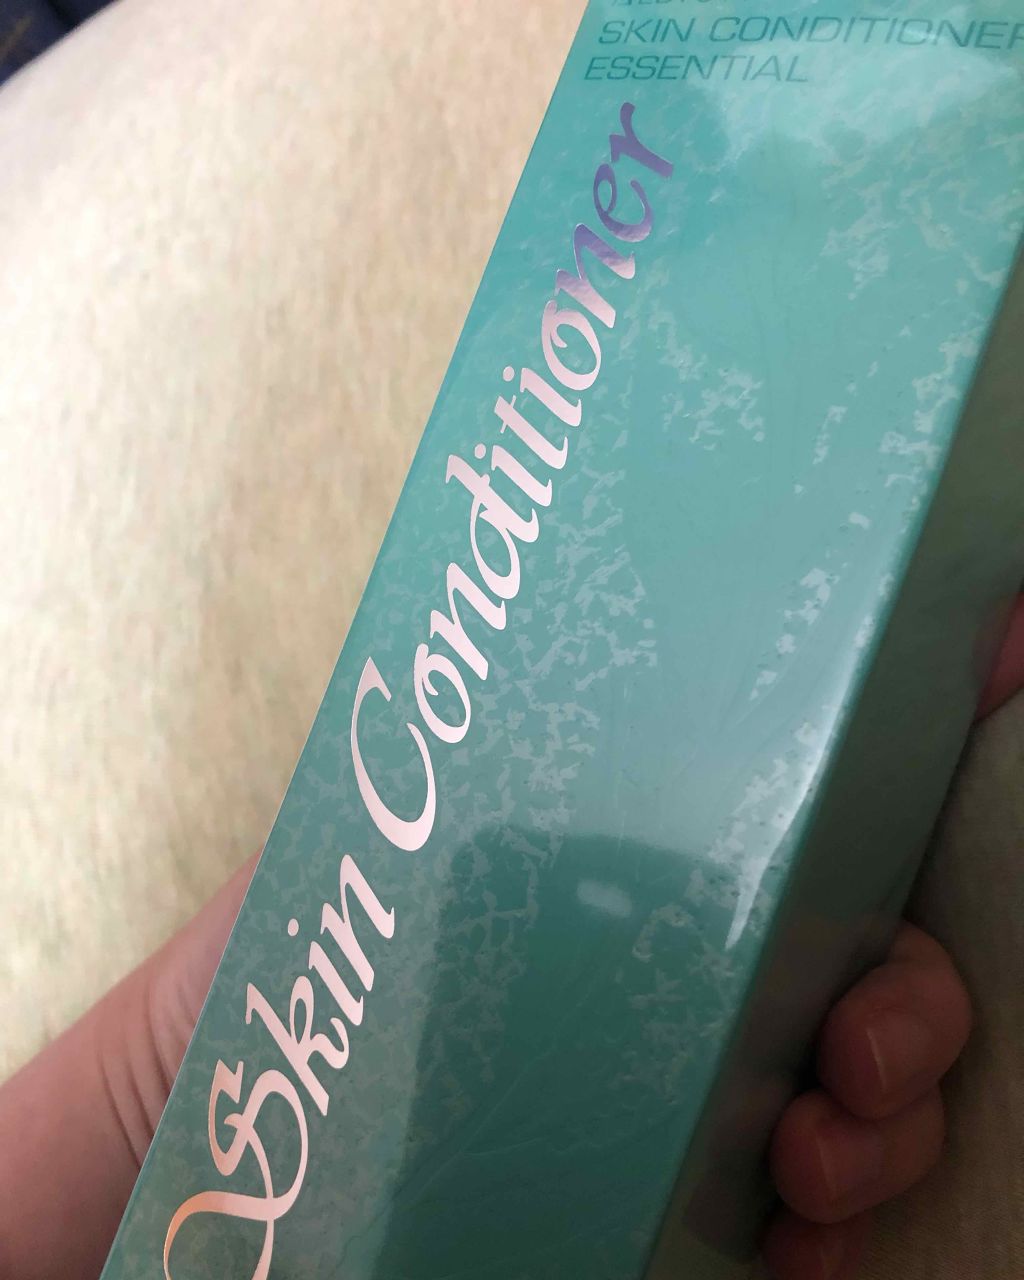 SKIN CONDITIONER
ESSENTIAL
Skin Conditioner